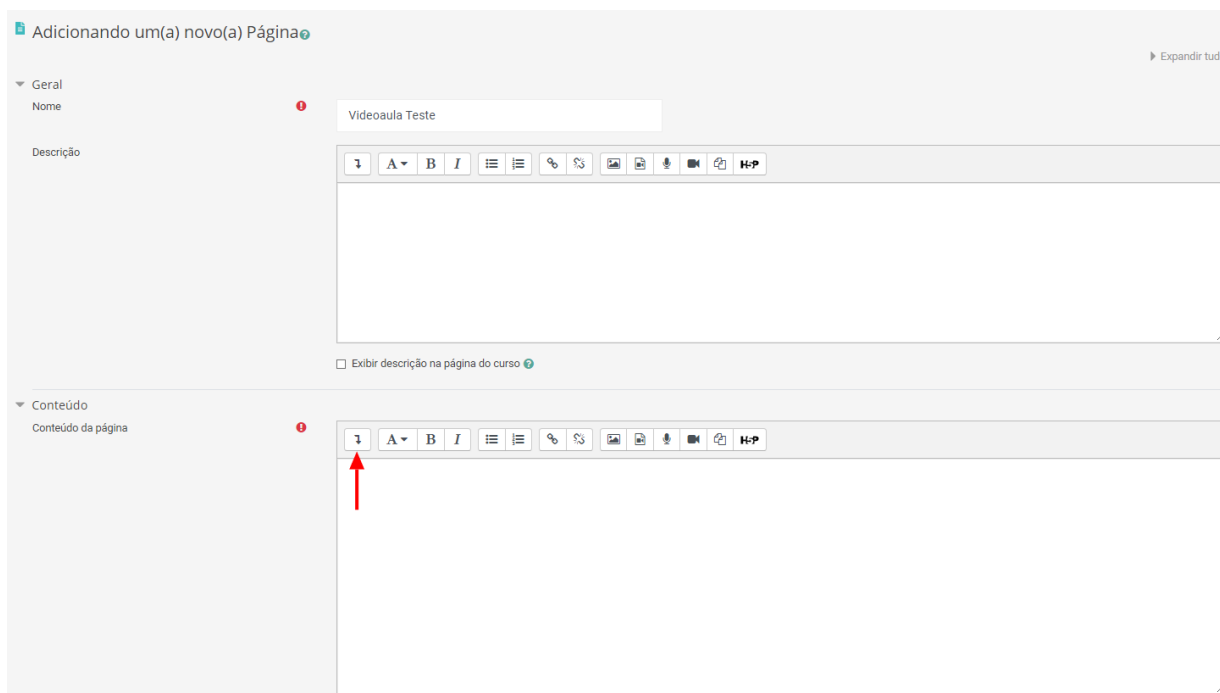 Adicionando um(a) novo(a) Página
Expandir tud
Geral
Nome
Videoaula Teste
Descrição
A B I H-P
Exibir descrição na página do curso
Conteúdo
Conteúdo da página
A B I H-P